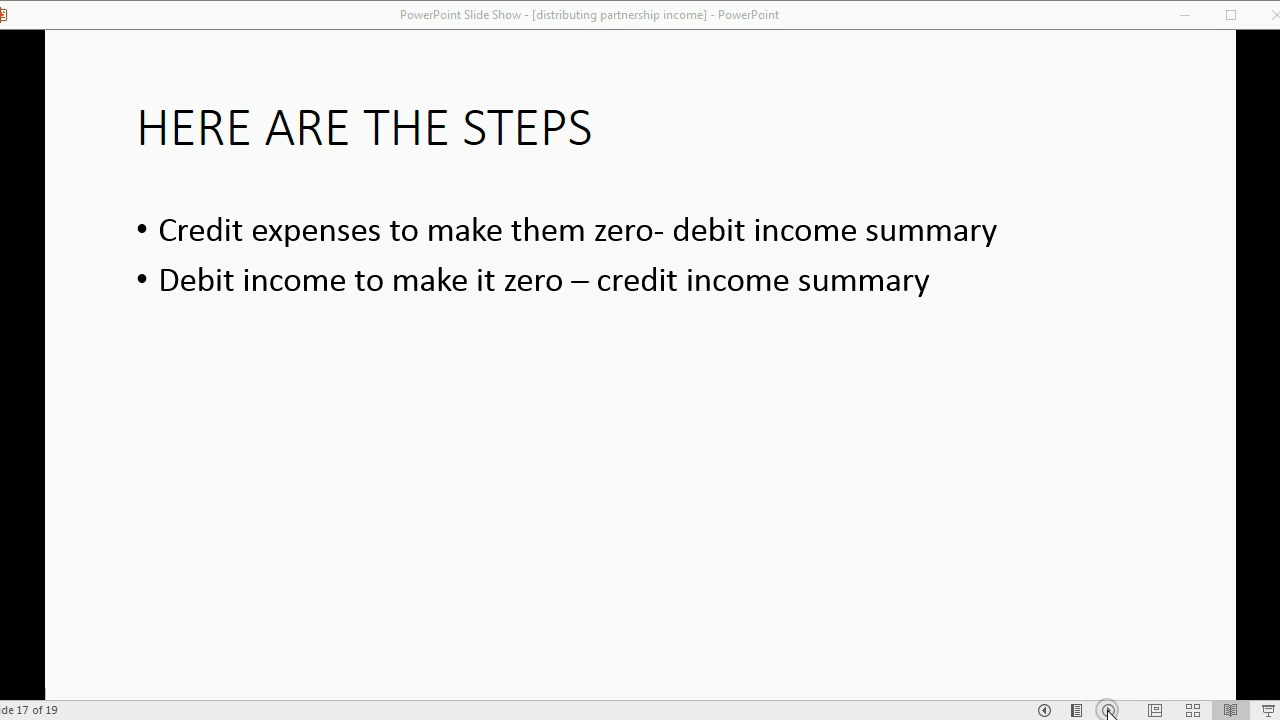 PowerPoint Slide Show - [distributing partnership income] - PowerPoint
HERE ARE THE STEPS
• Credit expenses to make them zero- debit income summary
• Debit income to make it zero – credit income summary
de 17 of 19